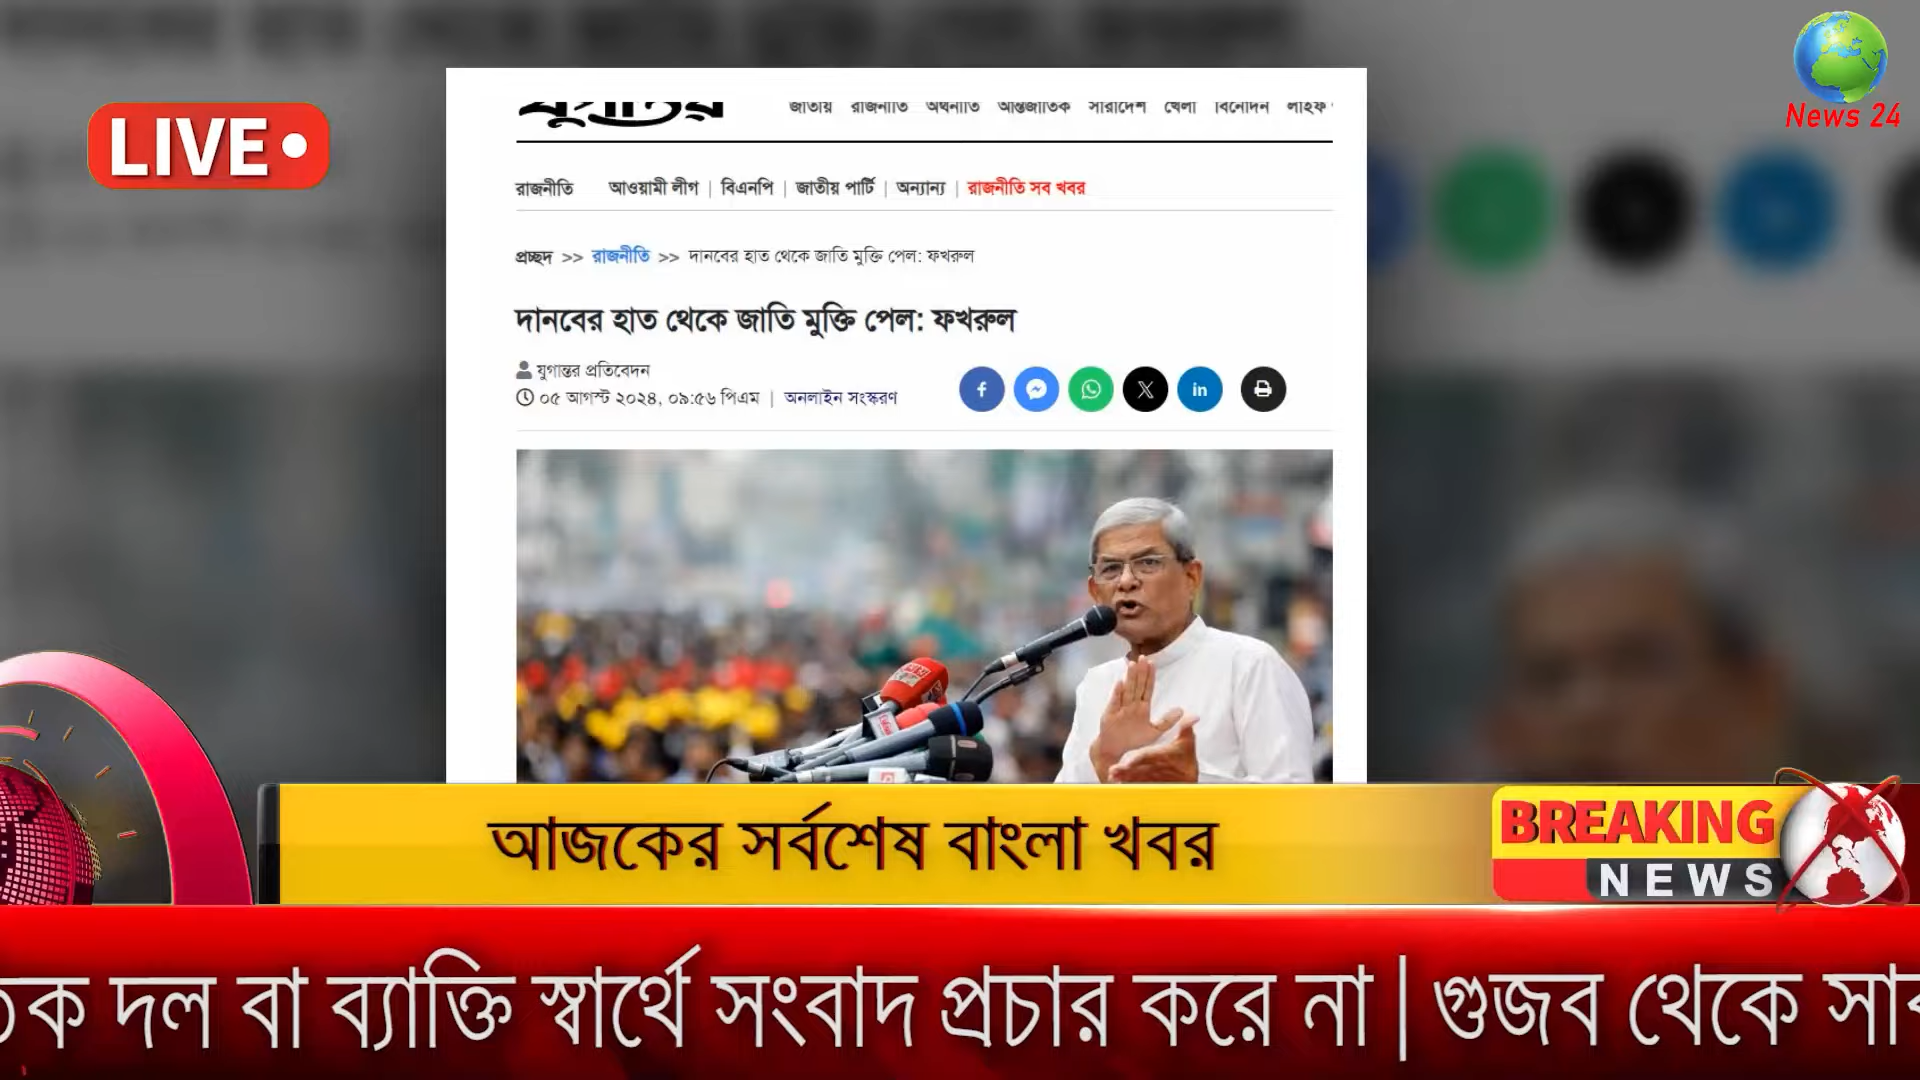 LIVE
News 24
যুগান্তর
জাতীয় রাজনীতি অর্থনীতি আন্তর্জাতিক সারাদেশ খেলা বিনোদন লাইফ
রাজনীতি আওয়ামী লীগ | বিএনপি | জাতীয় পার্টি | অন্যান্য | রাজনীতি সব খবর
প্রচ্ছদ >> রাজনীতি >> দানবের হাত থেকে জাতি মুক্তি পেল: ফখরুল
দানবের হাত থেকে জাতি মুক্তি পেল: ফখরুল
যুগান্তর প্রতিবেদন
০৫ আগস্ট ২০২৪, ০৯:৫৬ পিএম | অনলাইন সংস্করণ
আজকের সর্বশেষ বাংলা খবর
BREAKING
NEWS
দল বা ব্যাক্তি স্বার্থে সংবাদ প্রচার করে না | গুজব থেকে